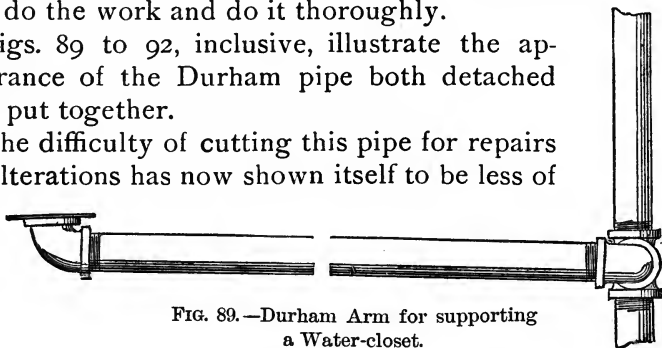 do the work and do it thoroughly.
igs. 89 to 92, inclusive, illustrate the ap-
rance of the Durham pipe both detached
put together.
he difficulty of cutting this pipe for repairs
lterations has now shown itself to be less of
FIG. 89.—Durham Arm for supporting
a Water-closet.